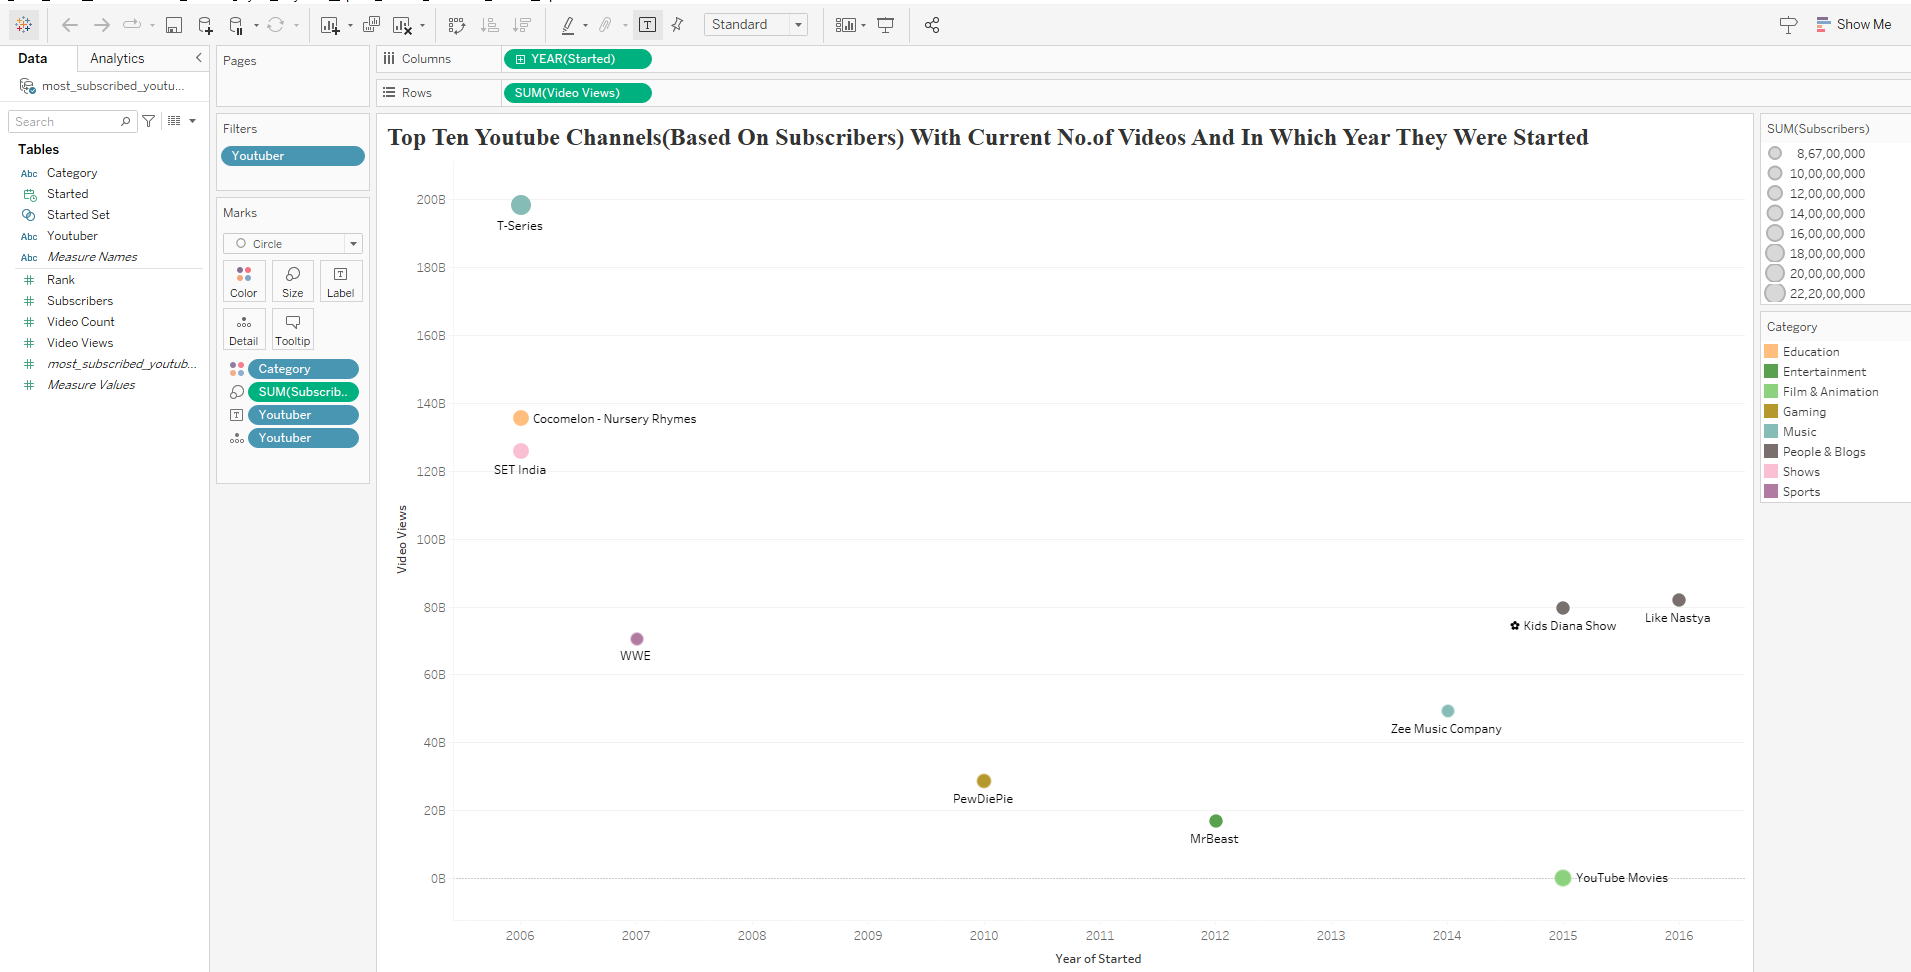 Standard
Show Me
Data
Analytics
most_subscribed_youtu...
Search
Tables
Abc Category
Started
Started Set
Abc Youtuber
Abc Measure Names
# Rank
# Subscribers
# Video Count
# Video Views
# most_subscribed_youtub...
# Measure Values
Pages
Filters
Youtuber
Marks
Circle
Color Size Label
Detail Tooltip
Category
SUM(Subscrib..
Youtuber
Youtuber
Columns YEAR(Started)
Rows SUM(Video Views)
Top Ten Youtube Channels(Based On Subscribers) With Current No.of Videos And In Which Year They Were Started
Video Views
200B
T-Series
180B
160B
140B
Cocomelon - Nursery Rhymes
SET India
120B
100B
80B
Like Nastya
✿ Kids Diana Show
WWE
60B
Zee Music Company
40B
PewDiePie
20B
MrBeast
0B
YouTube Movies
2006 2007 2008 2009 2010 2011 2012 2013 2014 2015 2016
Year of Started
SUM(Subscribers)
8,67,00,000
10,00,00,000
12,00,00,000
14,00,00,000
16,00,00,000
18,00,00,000
20,00,00,000
22,20,00,000
Category
Education
Entertainment
Film & Animation
Gaming
Music
People & Blogs
Shows
Sports